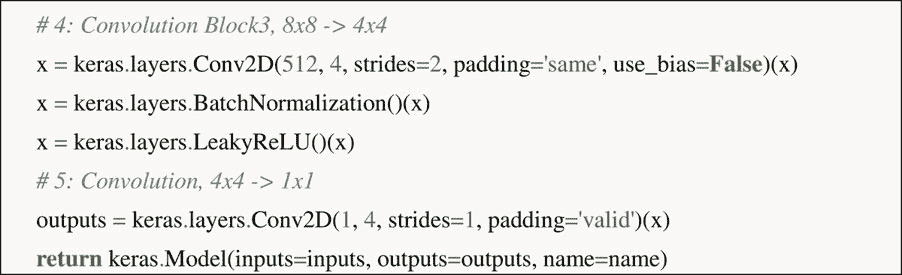 # 4: Convolution Block3, 8x8 -> 4x4
x = keras.layers.Conv2D(512, 4, strides=2, padding='same', use_bias=False)(x)
x = keras.layers.BatchNormalization()(x)
x = keras.layers.LeakyReLU()(x)
# 5: Convolution, 4x4 -> 1x1
outputs = keras.layers.Conv2D(1, 4, strides=1, padding='valid')(x)
return keras.Model(inputs=inputs, outputs=outputs, name=name)